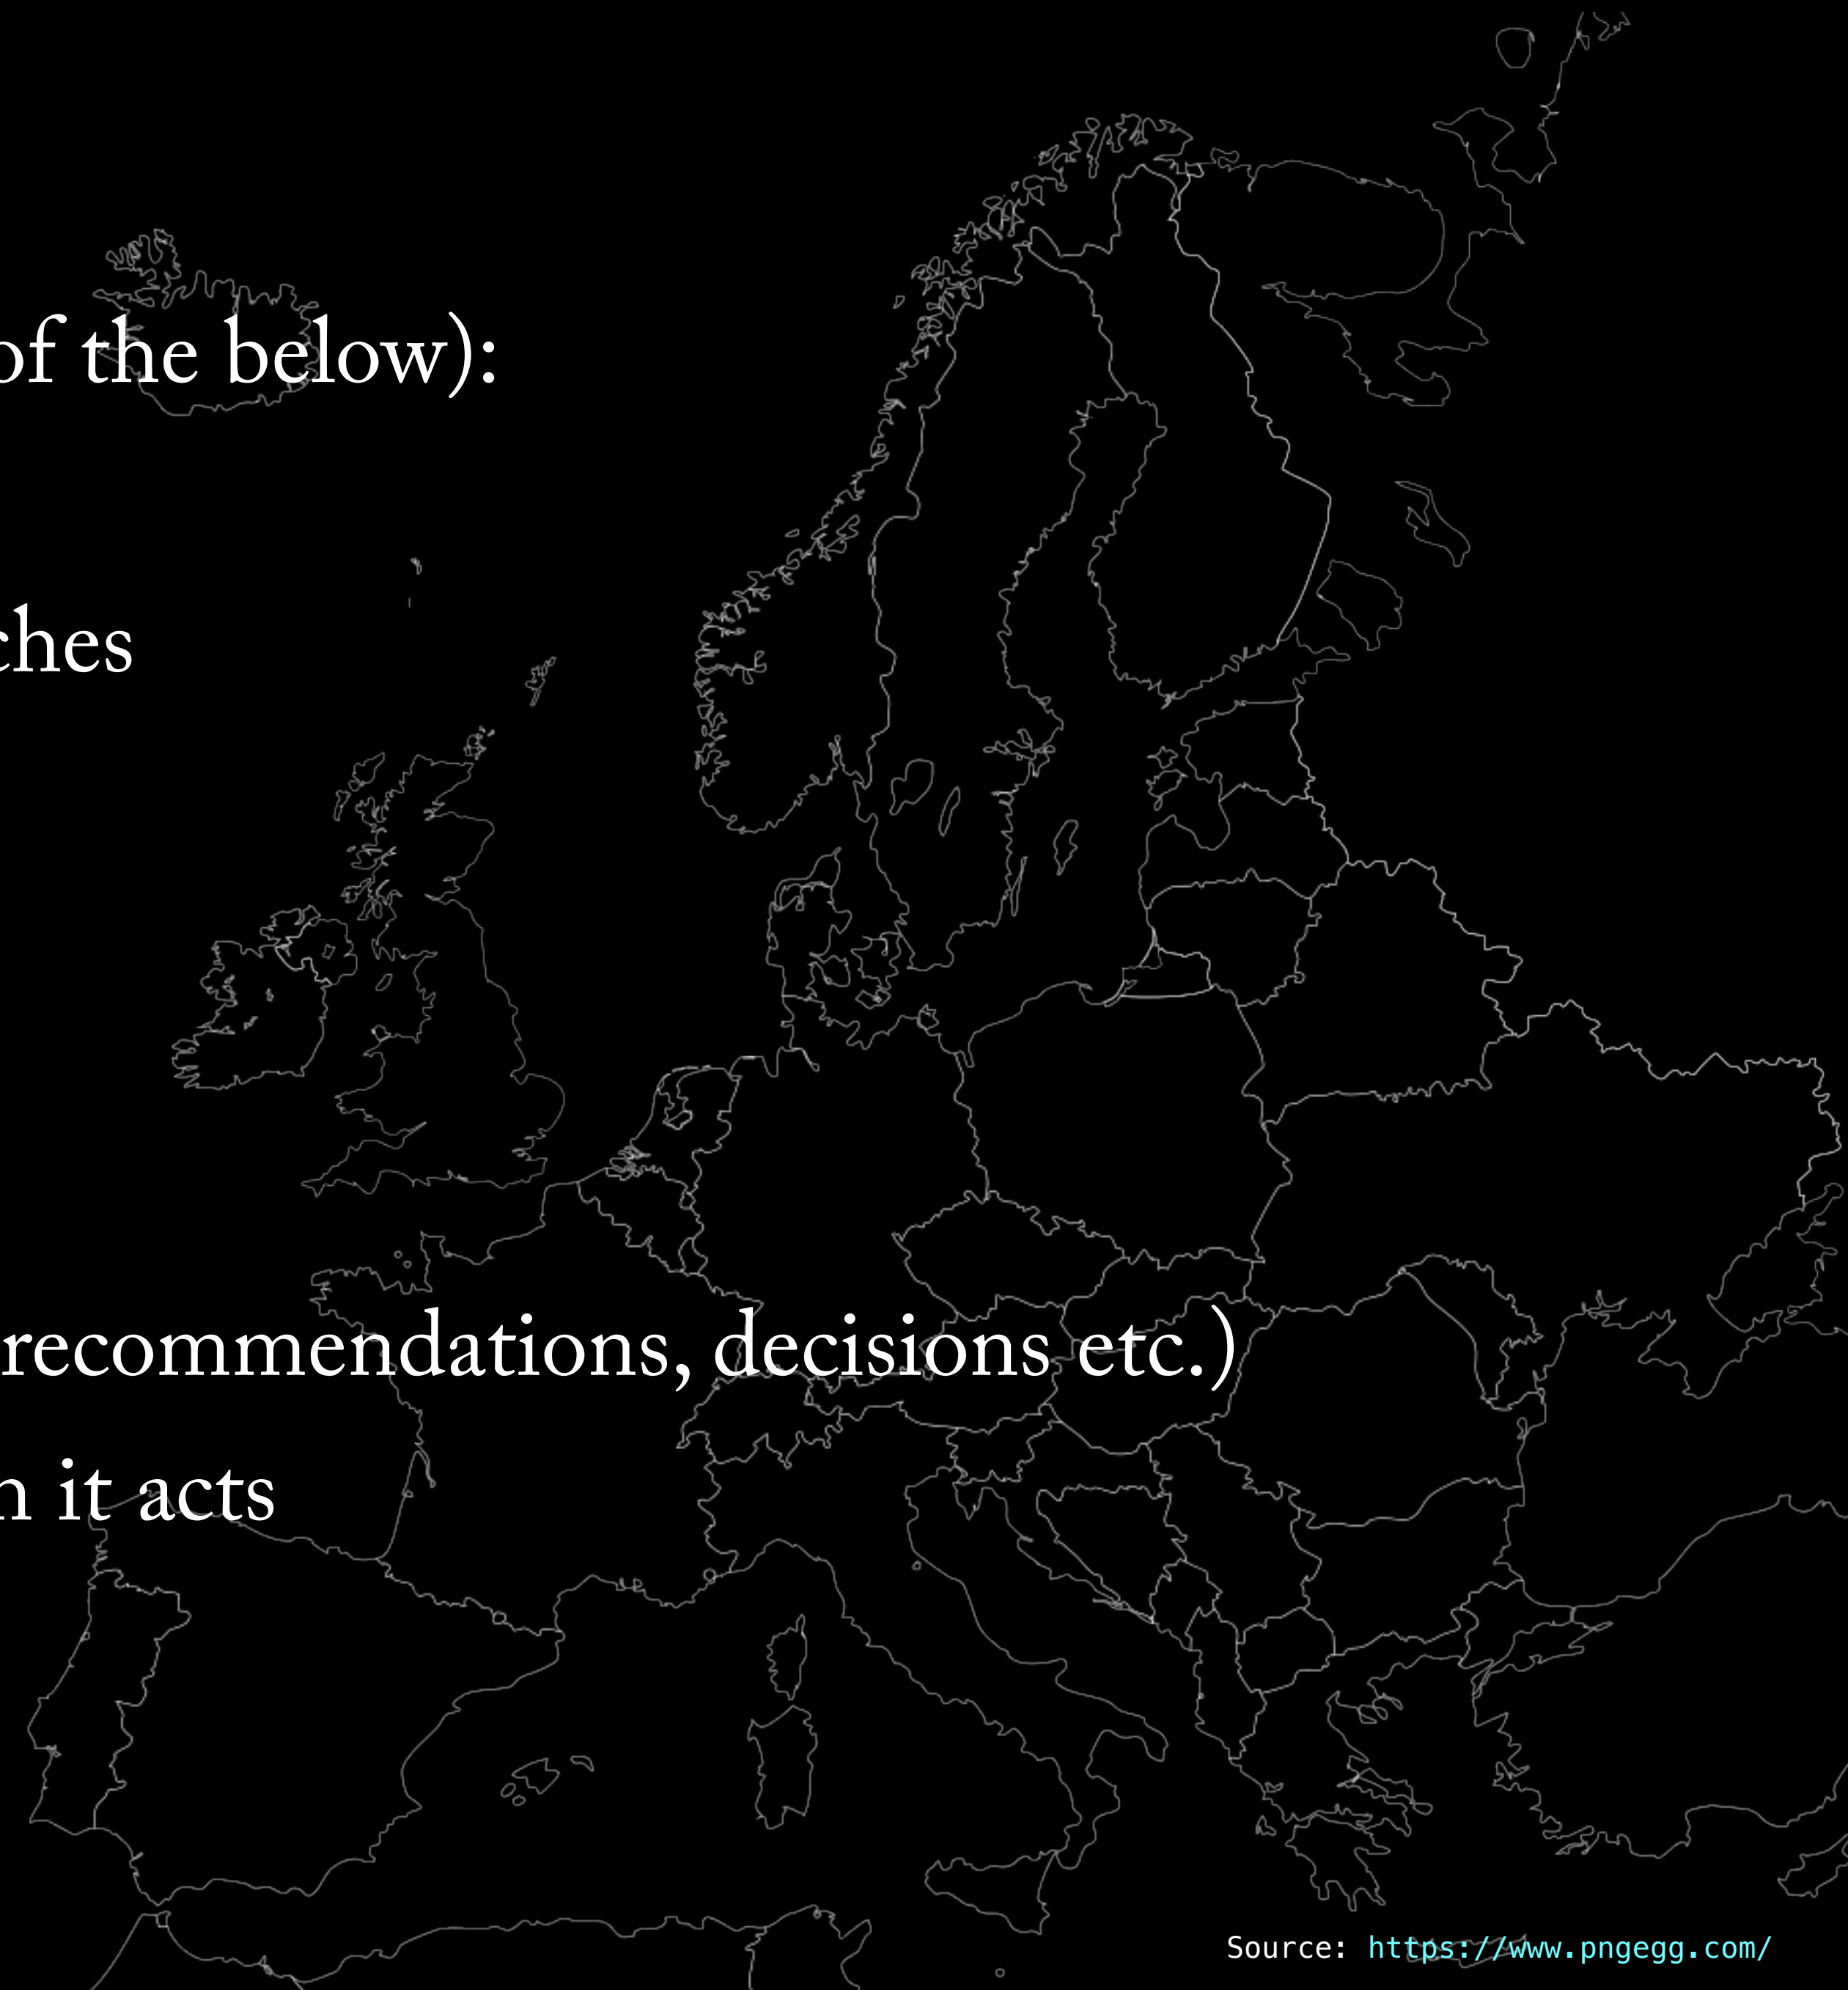 of the below):
ches
recommendations, decisions etc.)
n it acts
Source: https://www.pngegg.com/